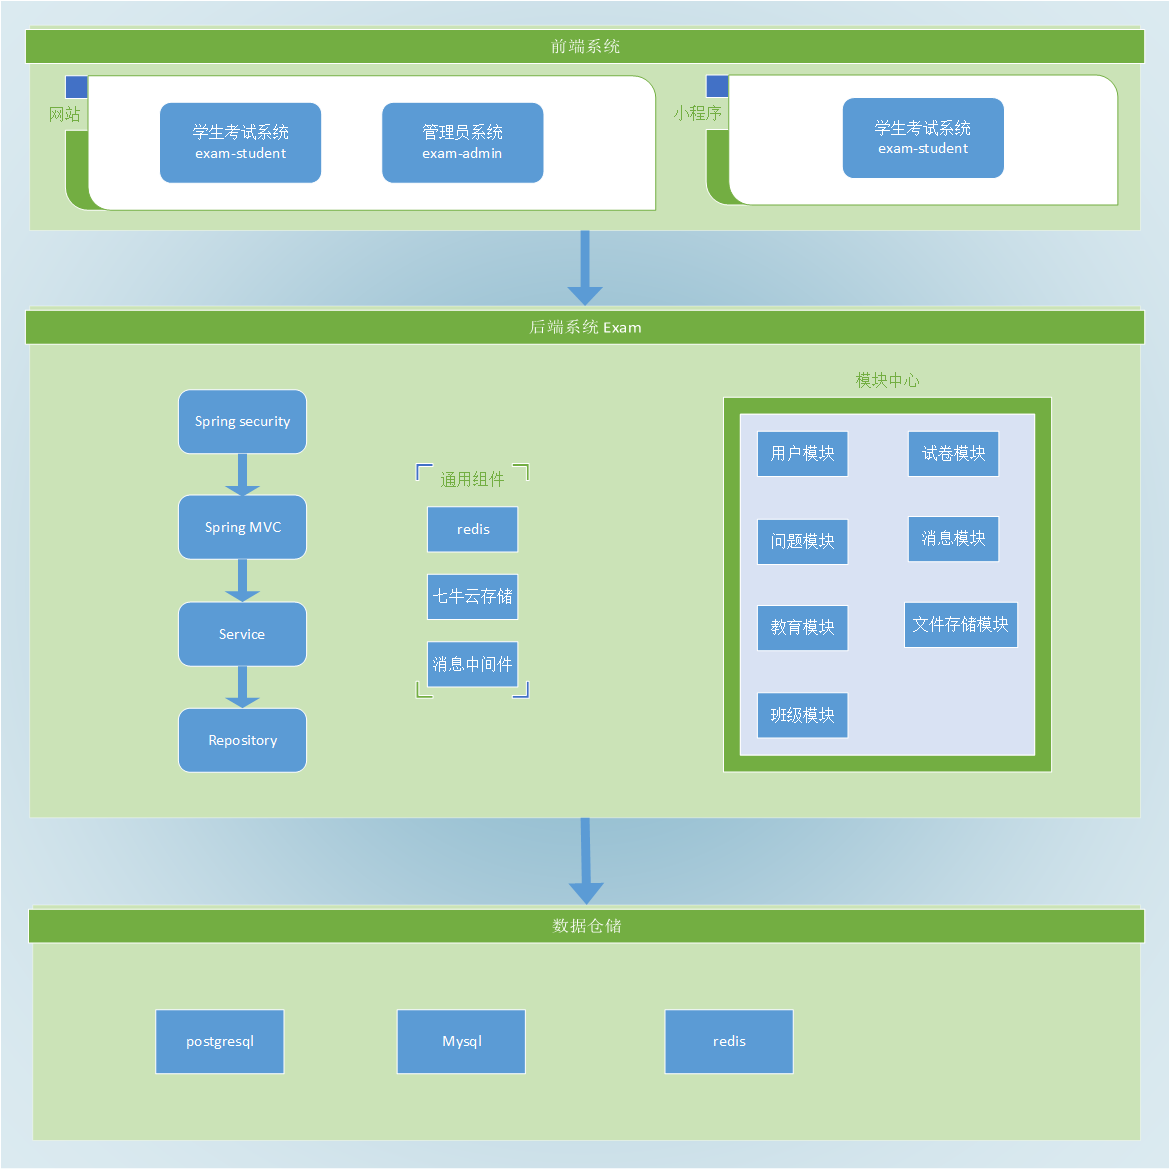 前端系统
网站
学生考试系统
exam-student
管理员系统
exam-admin
小程序
学生考试系统
exam-student
后端系统 Exam
Spring security
Spring MVC
Service
Repository
通用组件
redis
七牛云存储
消息中间件
模块中心
用户模块
试卷模块
问题模块
消息模块
教育模块
文件存储模块
班级模块
数据仓储
postgresql
Mysql
redis